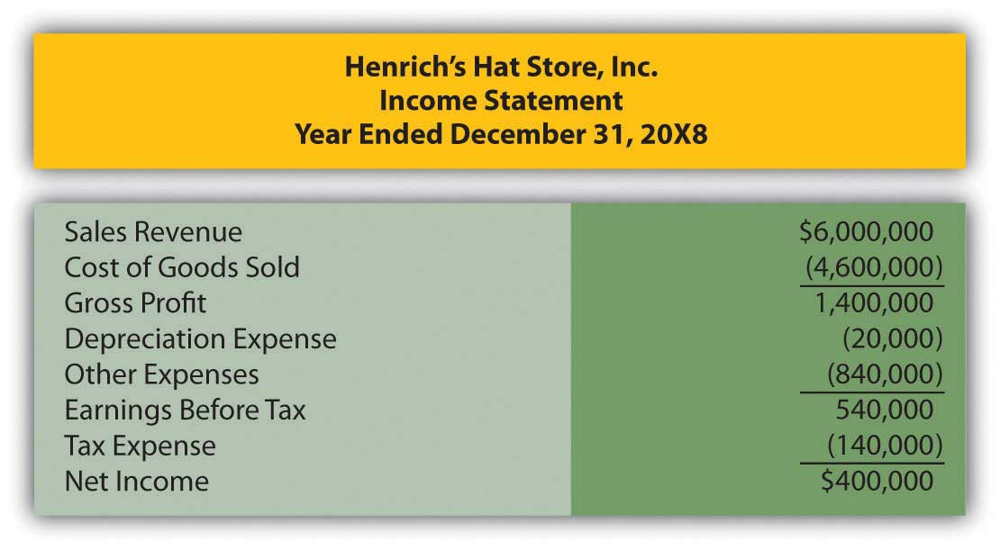 Henrich’s Hat Store, Inc.
Income Statement
Year Ended December 31, 20X8
Sales Revenue $6,000,000
Cost of Goods Sold (4,600,000)
Gross Profit 1,400,000
Depreciation Expense (20,000)
Other Expenses (840,000)
Earnings Before Tax 540,000
Tax Expense (140,000)
Net Income $400,000